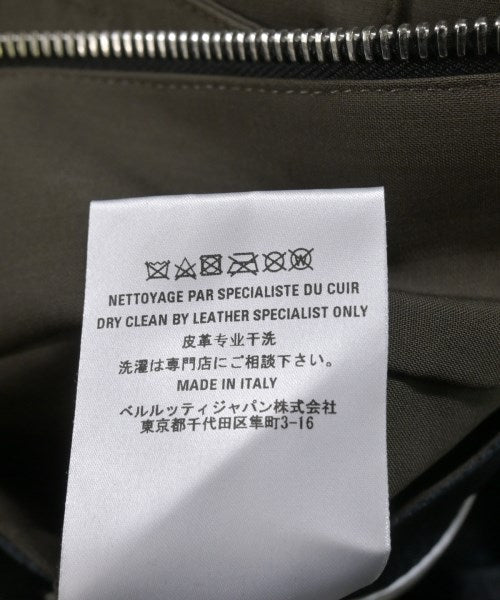 NETTOYAGE PAR SPECIALISTE DU CUIR
DRY CLEAN BY LEATHER SPECIALIST ONLY
皮革专业干洗
洗濯は専門店にご相談下さい。
MADE IN ITALY
ベルルッティジャパン株式会社
東京都千代田区隼町3-16